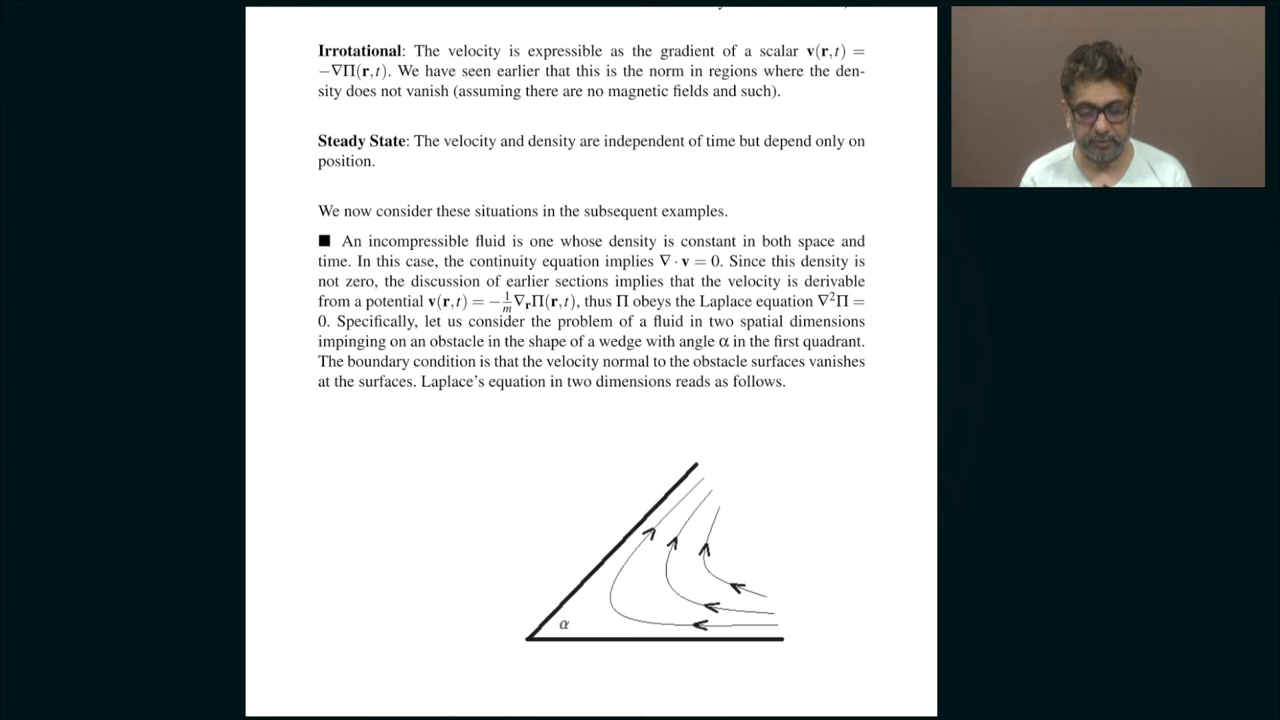 Irrotational: The velocity is expressible as the gradient of a scalar v(r,t) =
−∇Π(r,t). We have seen earlier that this is the norm in regions where the den-
sity does not vanish (assuming there are no magnetic fields and such).
Steady State: The velocity and density are independent of time but depend only on
position.
We now consider these situations in the subsequent examples.
■ An incompressible fluid is one whose density is constant in both space and
time. In this case, the continuity equation implies ∇ · v = 0. Since this density is
not zero, the discussion of earlier sections implies that the velocity is derivable
from a potential v(r,t) = −1/m ∇rΠ(r,t), thus Π obeys the Laplace equation ∇²Π =
0. Specifically, let us consider the problem of a fluid in two spatial dimensions
impinging on an obstacle in the shape of a wedge with angle α in the first quadrant.
The boundary condition is that the velocity normal to the obstacle surfaces vanishes
at the surfaces. Laplace's equation in two dimensions reads as follows.
α